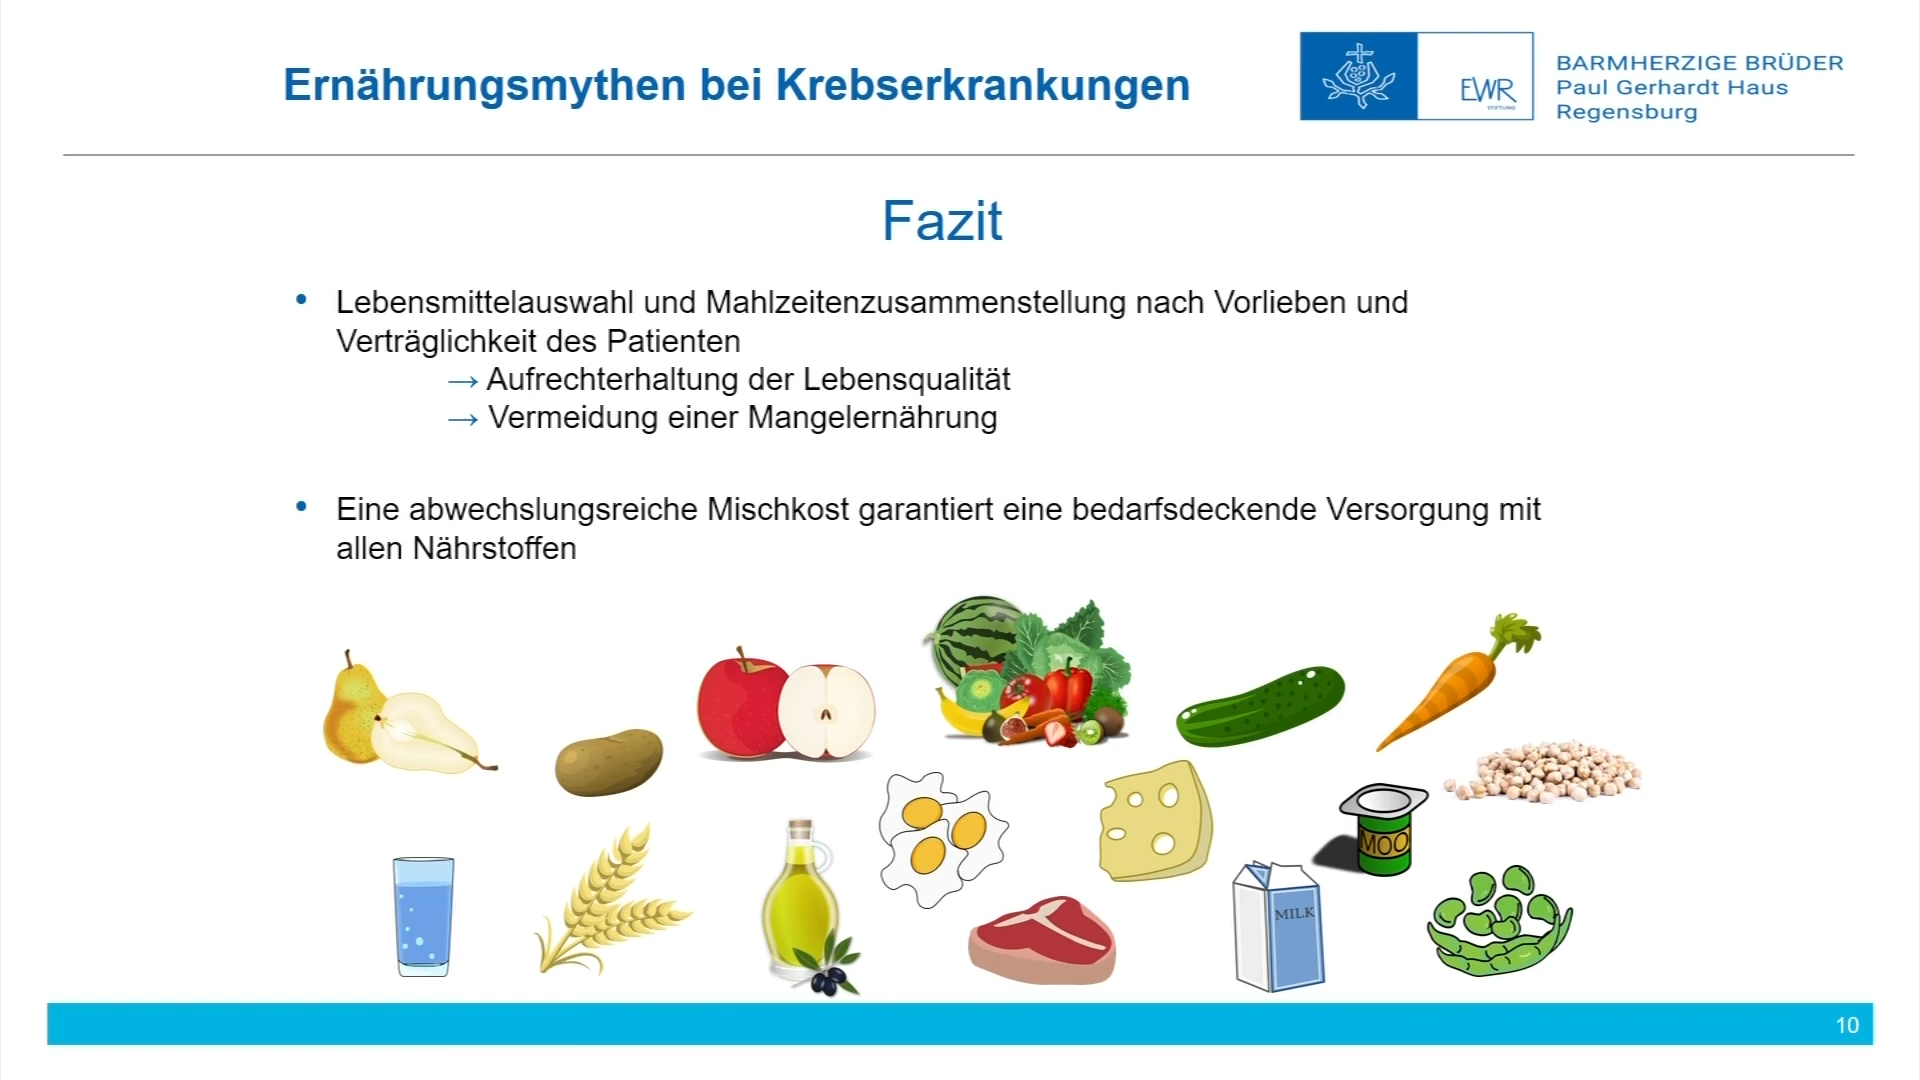 Ernährungsmythen bei Krebserkrankungen
EWR
STIFTUNG
BARMHERZIGE BRÜDER
Paul Gerhardt Haus
Regensburg
Fazit
• Lebensmittelauswahl und Mahlzeitenzusammenstellung nach Vorlieben und
Verträglichkeit des Patienten
→ Aufrechterhaltung der Lebensqualität
→ Vermeidung einer Mangelernährung
• Eine abwechslungsreiche Mischkost garantiert eine bedarfsdeckende Versorgung mit
allen Nährstoffen
MOO
MILK
10